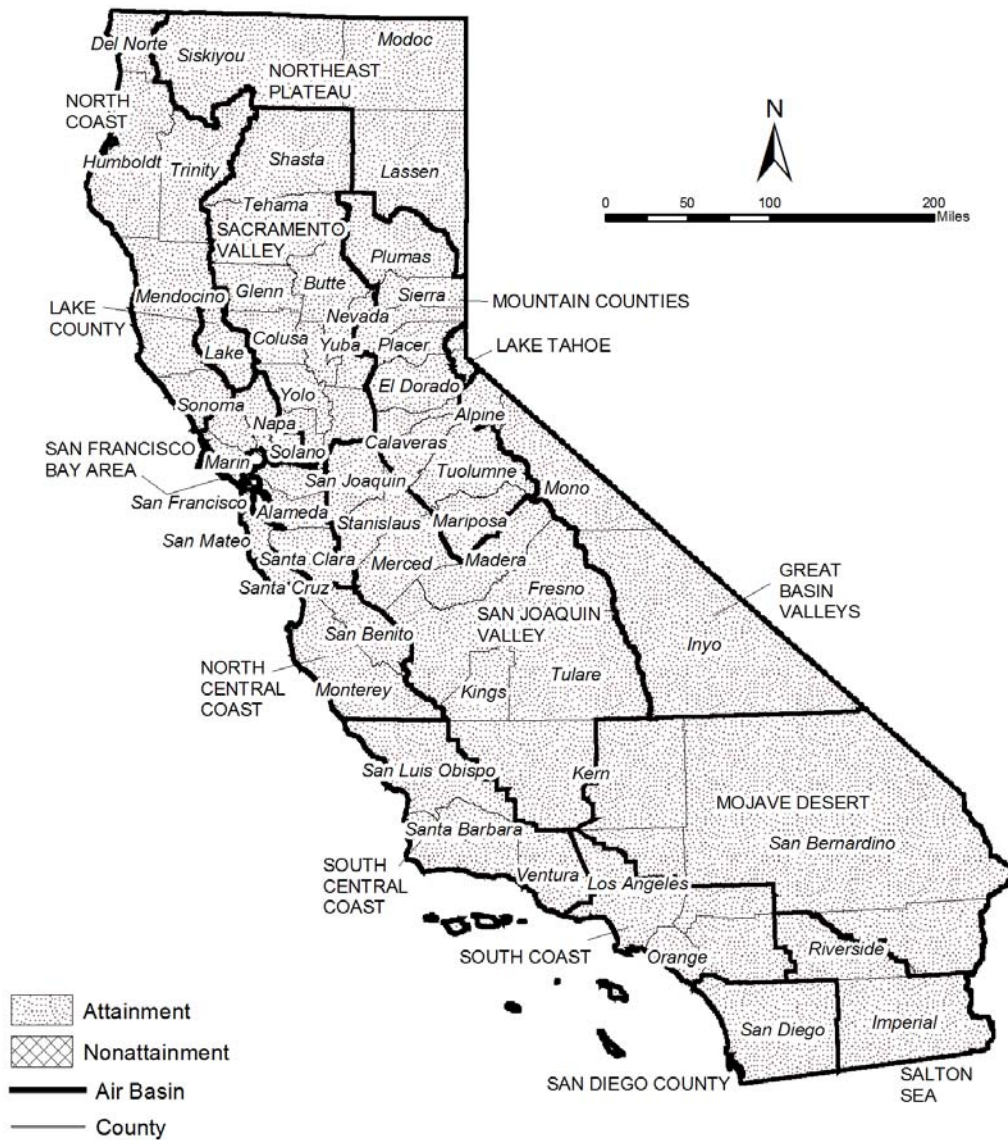 Del Norte
Siskiyou
Modoc
NORTHEAST
PLATEAU
NORTH
COAST
Humboldt
Trinity
Shasta
Lassen
N
0 50 100 200
Miles
Tehama
SACRAMENTO
VALLEY
Plumas
Butte
Glenn
Mendocino
Sierra
MOUNTAIN COUNTIES
LAKE
COUNTY
Nevada
Colusa
Yuba
Placer
Lake
LAKE TAHOE
El Dorado
Yolo
Sonoma
Napa
Alpine
Calaveras
Solano
SAN FRANCISCO
BAY AREA
Marin
Tuolumne
San Joaquin
Mono
San Francisco
Alameda
Stanislaus
Mariposa
San Mateo
Santa Clara
Merced
Madera
GREAT
BASIN
VALLEYS
Santa Cruz
Fresno
SAN JOAQUIN
VALLEY
San Benito
Inyo
NORTH
CENTRAL
COAST
Monterey
Kings
Tulare
San Luis Obispo
Kern
MOJAVE DESERT
Santa Barbara
San Bernardino
SOUTH
CENTRAL
COAST
Ventura
Los Angeles
SOUTH COAST
Orange
Riverside
San Diego
Imperial
SAN DIEGO COUNTY
SALTON
SEA
Attainment
Nonattainment
Air Basin
County